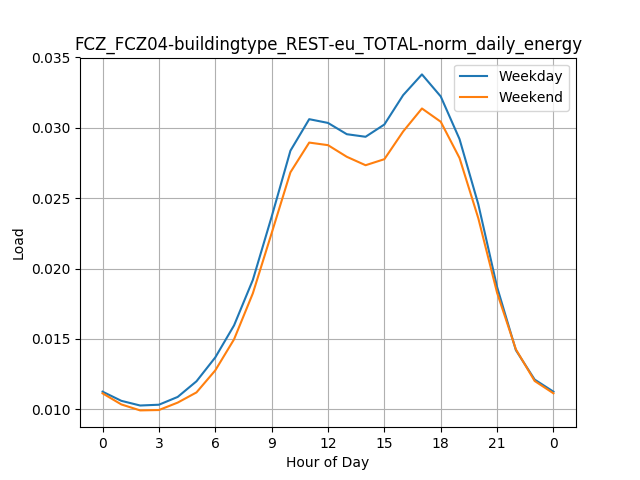 FCZ_FCZ04-buildingtype_REST-eu_TOTAL-norm_daily_energy
0.035
0.030
0.025
0.020
0.015
0.010
Load
Weekday
Weekend
0 3 6 9 12 15 18 21 0
Hour of Day